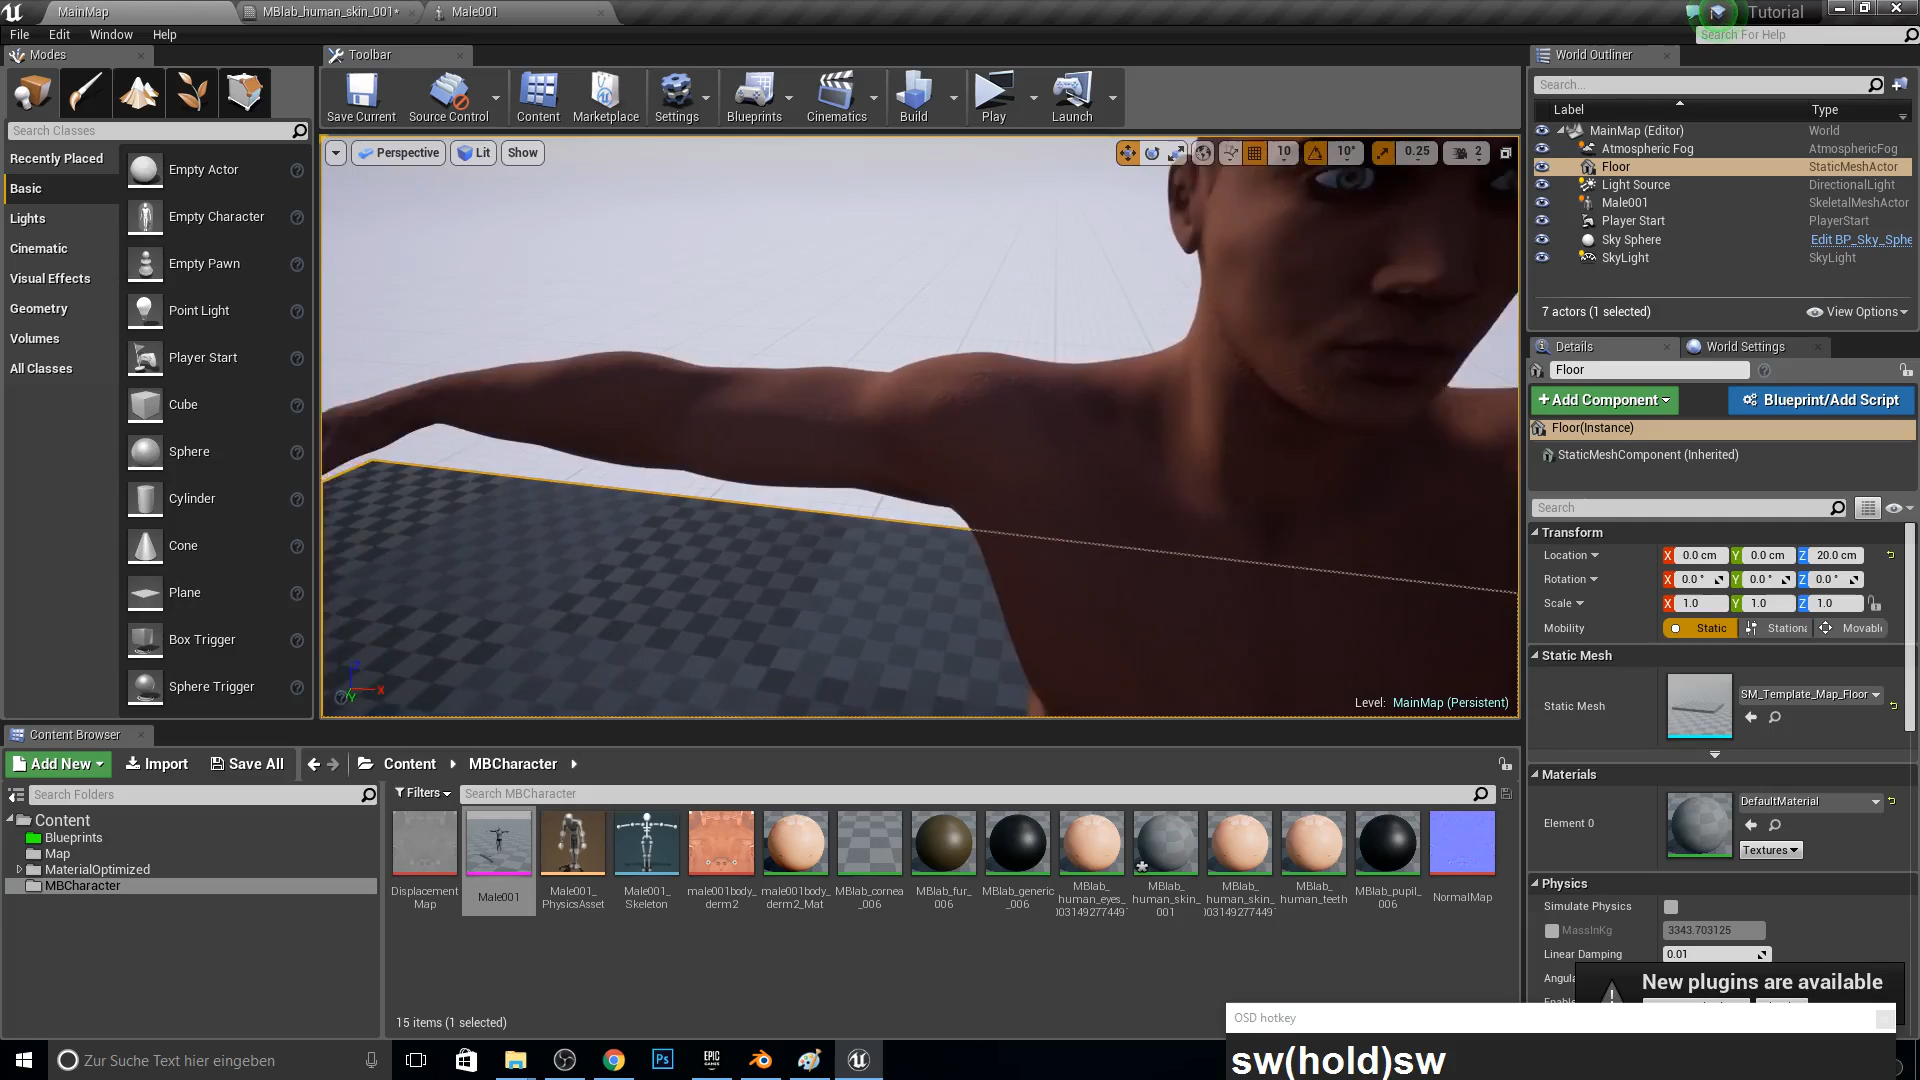 MainMap
MBlab_human_skin_001*
Male001
Tutorial
File
Edit
Window
Help
Search For Help
Modes
Toolbar
World Outliner
Save Current
Source Control
Content
Marketplace
Settings
Blueprints
Cinematics
Build
Play
Launch
Search...
Search Classes
Label
Type
Recently Placed
Basic
Lights
Cinematic
Visual Effects
Geometry
Volumes
All Classes
Empty Actor
Empty Character
Empty Pawn
Point Light
Player Start
Cube
Sphere
Cylinder
Cone
Plane
Box Trigger
Sphere Trigger
Perspective
Lit
Show
10
10°
0.25
2
X
Z
Y
Level: MainMap (Persistent)
MainMap (Editor)
World
Atmospheric Fog
AtmosphericFog
Floor
StaticMeshActor
Light Source
DirectionalLight
Male001
SkeletalMeshActor
Player Start
PlayerStart
Sky Sphere
Edit BP_Sky_Sphe
SkyLight
SkyLight
7 actors (1 selected)
View Options
Details
World Settings
Floor
+Add Component
Blueprint/Add Script
Floor(Instance)
StaticMeshComponent (Inherited)
Search
Transform
Location
X 0.0 cm Y 0.0 cm Z 20.0 cm
Rotation
X 0.0 ° Y 0.0 ° Z 0.0 °
Scale
X 1.0 Y 1.0 Z 1.0
Mobility
Static
Stationa
Movabl
Static Mesh
Static Mesh
SM_Template_Map_Floor
Materials
Element 0
DefaultMaterial
Textures
Physics
Simulate Physics
MassInKg
3343.703125
Linear Damping
0.01
Angula
New plugins are available
Content Browser
Add New
Import
Save All
Content
MBCharacter
Search Folders
Filters
Search MBCharacter
Content
Blueprints
Map
MaterialOptimized
MBCharacter
Displacement
Map
Male001
Male001_
PhysicsAsset
Male001_
Skeleton
male001body_
derm2
male001body_
derm2_Mat
MBlab_cornea
_006
MBlab_fur_
006
MBlab_generic
_006
MBlab_
human_eyes_
MBlab_
human_skin_
001
MBlab_
human_skin_
MBlab_
human_teeth
MBlab_pupil_
006
NormalMap
15 items (1 selected)
OSD hotkey
sw(hold)sw
Zur Suche Text hier eingeben
Ps
EPIC
GAMES